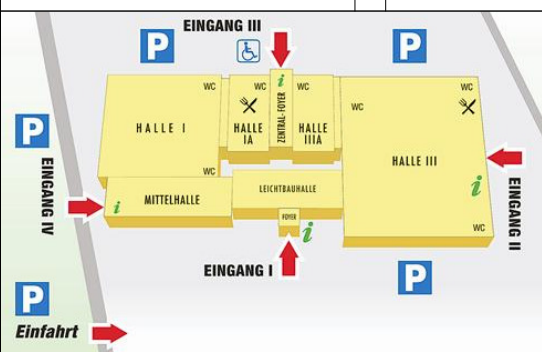 EINGANG III
P
P
WC
WC
WC
WC
i
HALLE I
HALLE
IA
ZENTRAL-FOYER
HALLE
IIIA
WC
P
HALLE III
WC
EINGANG IV
i
MITTELHALLE
LEICHTBAUHALLE
i
EINGANG II
FOYER
i
WC
EINGANG I
P
P
Einfahrt